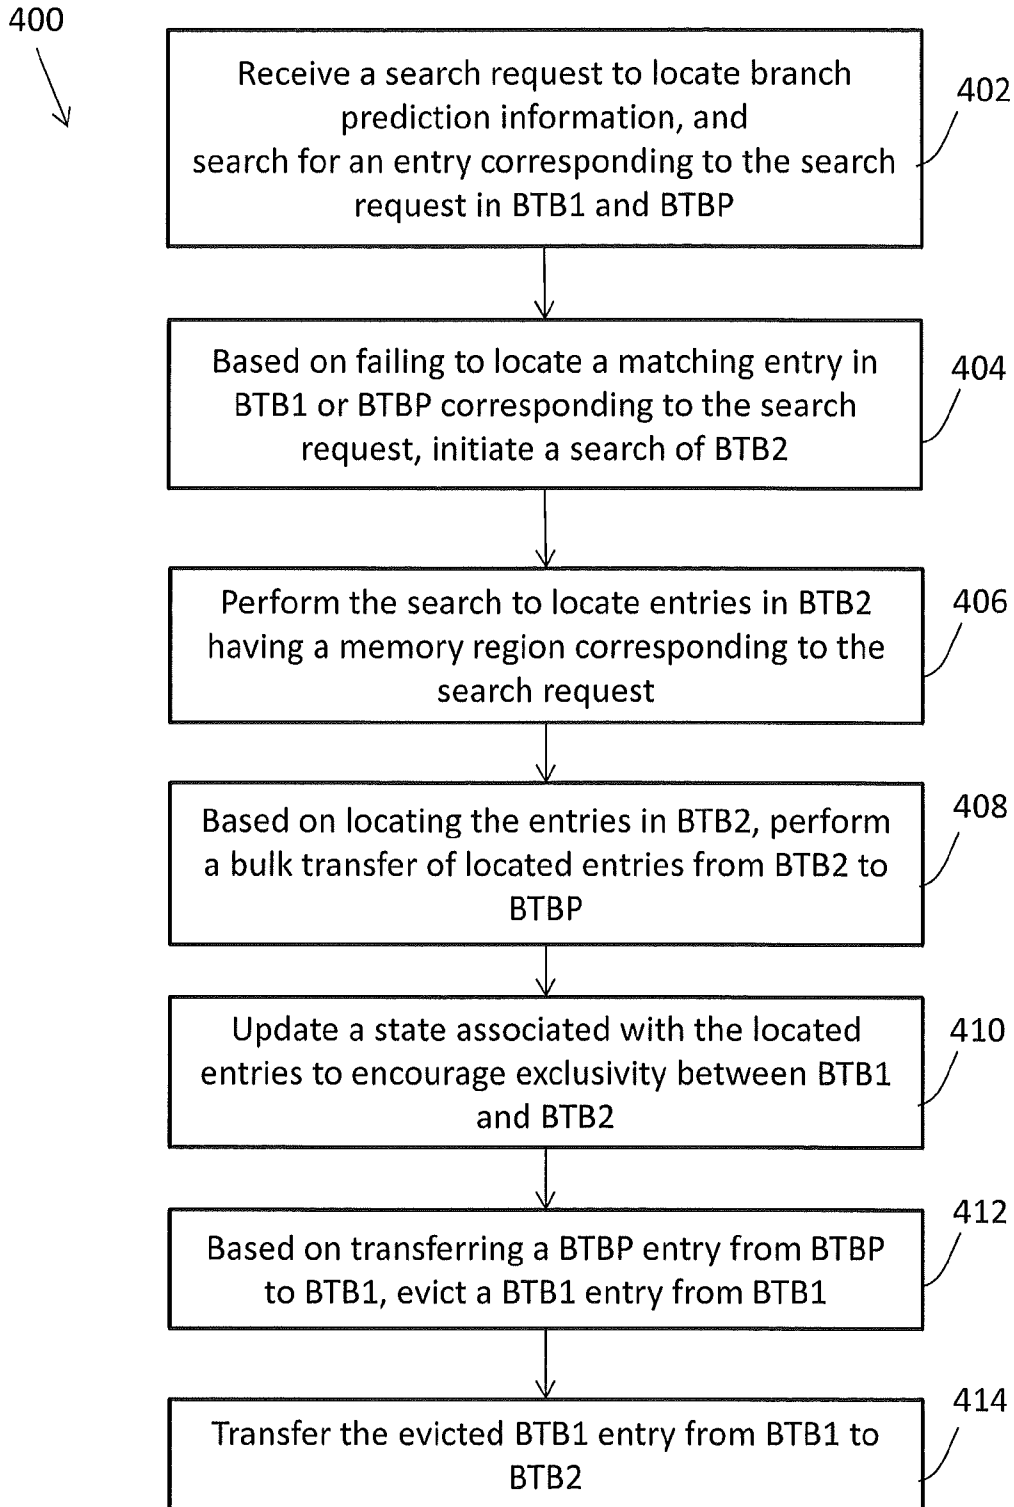 400
Receive a search request to locate branch
prediction information, and
search for an entry corresponding to the search
request in BTB1 and BTBP
402
Based on failing to locate a matching entry in
BTB1 or BTBP corresponding to the search
request, initiate a search of BTB2
404
Perform the search to locate entries in BTB2
having a memory region corresponding to the
search request
406
Based on locating the entries in BTB2, perform
a bulk transfer of located entries from BTB2 to
BTBP
408
Update a state associated with the located
entries to encourage exclusivity between BTB1
and BTB2
410
Based on transferring a BTBP entry from BTBP
to BTB1, evict a BTB1 entry from BTB1
412
Transfer the evicted BTB1 entry from BTB1 to
BTB2
414